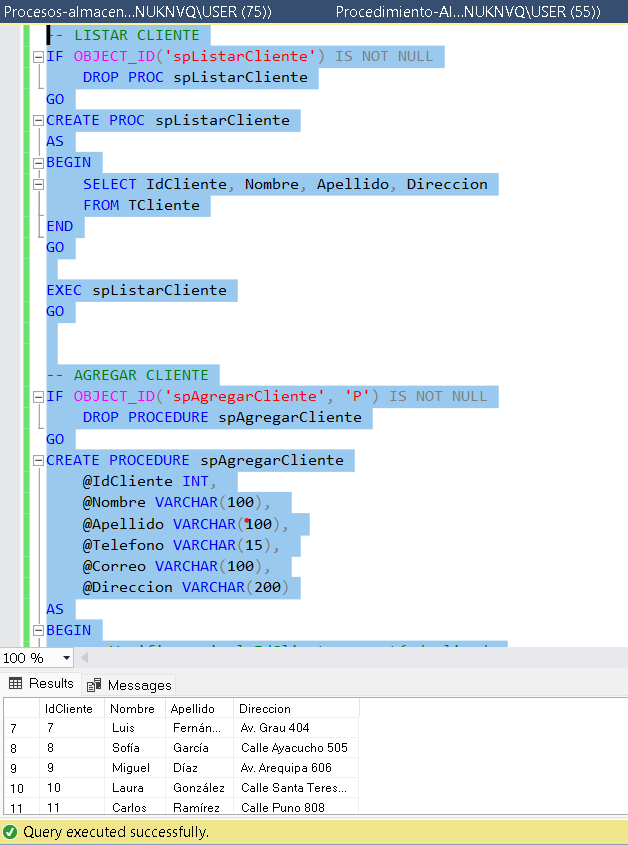 Procesos-almacen...NUKNVQ\USER (75))
Procedimiento-Al...NUKNVQ\USER (55))
-- LISTAR CLIENTE
IF OBJECT_ID('spListarCliente') IS NOT NULL
DROP PROC spListarCliente
GO
CREATE PROC spListarCliente
AS
BEGIN
SELECT IdCliente, Nombre, Apellido, Direccion
FROM TCliente
END
GO
EXEC spListarCliente
GO
-- AGREGAR CLIENTE
IF OBJECT_ID('spAgregarCliente', 'P') IS NOT NULL
DROP PROCEDURE spAgregarCliente
GO
CREATE PROCEDURE spAgregarCliente
@IdCliente INT,
@Nombre VARCHAR(100),
@Apellido VARCHAR(100),
@Telefono VARCHAR(15),
@Correo VARCHAR(100),
@Direccion VARCHAR(200)
AS
BEGIN
100 %
Results Messages
IdCliente Nombre Apellido Direccion
7 7 Luis Fernán... Av. Grau 404
8 8 Sofía García Calle Ayacucho 505
9 9 Miguel Díaz Av. Arequipa 606
10 10 Laura González Calle Santa Teres...
11 11 Carlos Ramírez Calle Puno 808
Query executed successfully.